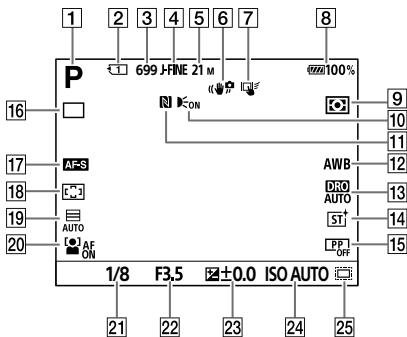 1 2 3 4 5 6 7 8
P 1 699 J-FINE 21 M 100%
N ON
9
10
11
16
17 AF-S
AWB 12
18
DRO AUTO 13
19 AUTO
ST 14
20 AF ON
PP OFF 15
1/8 F3.5 ±0.0 ISO AUTO
21 22 23 24 25